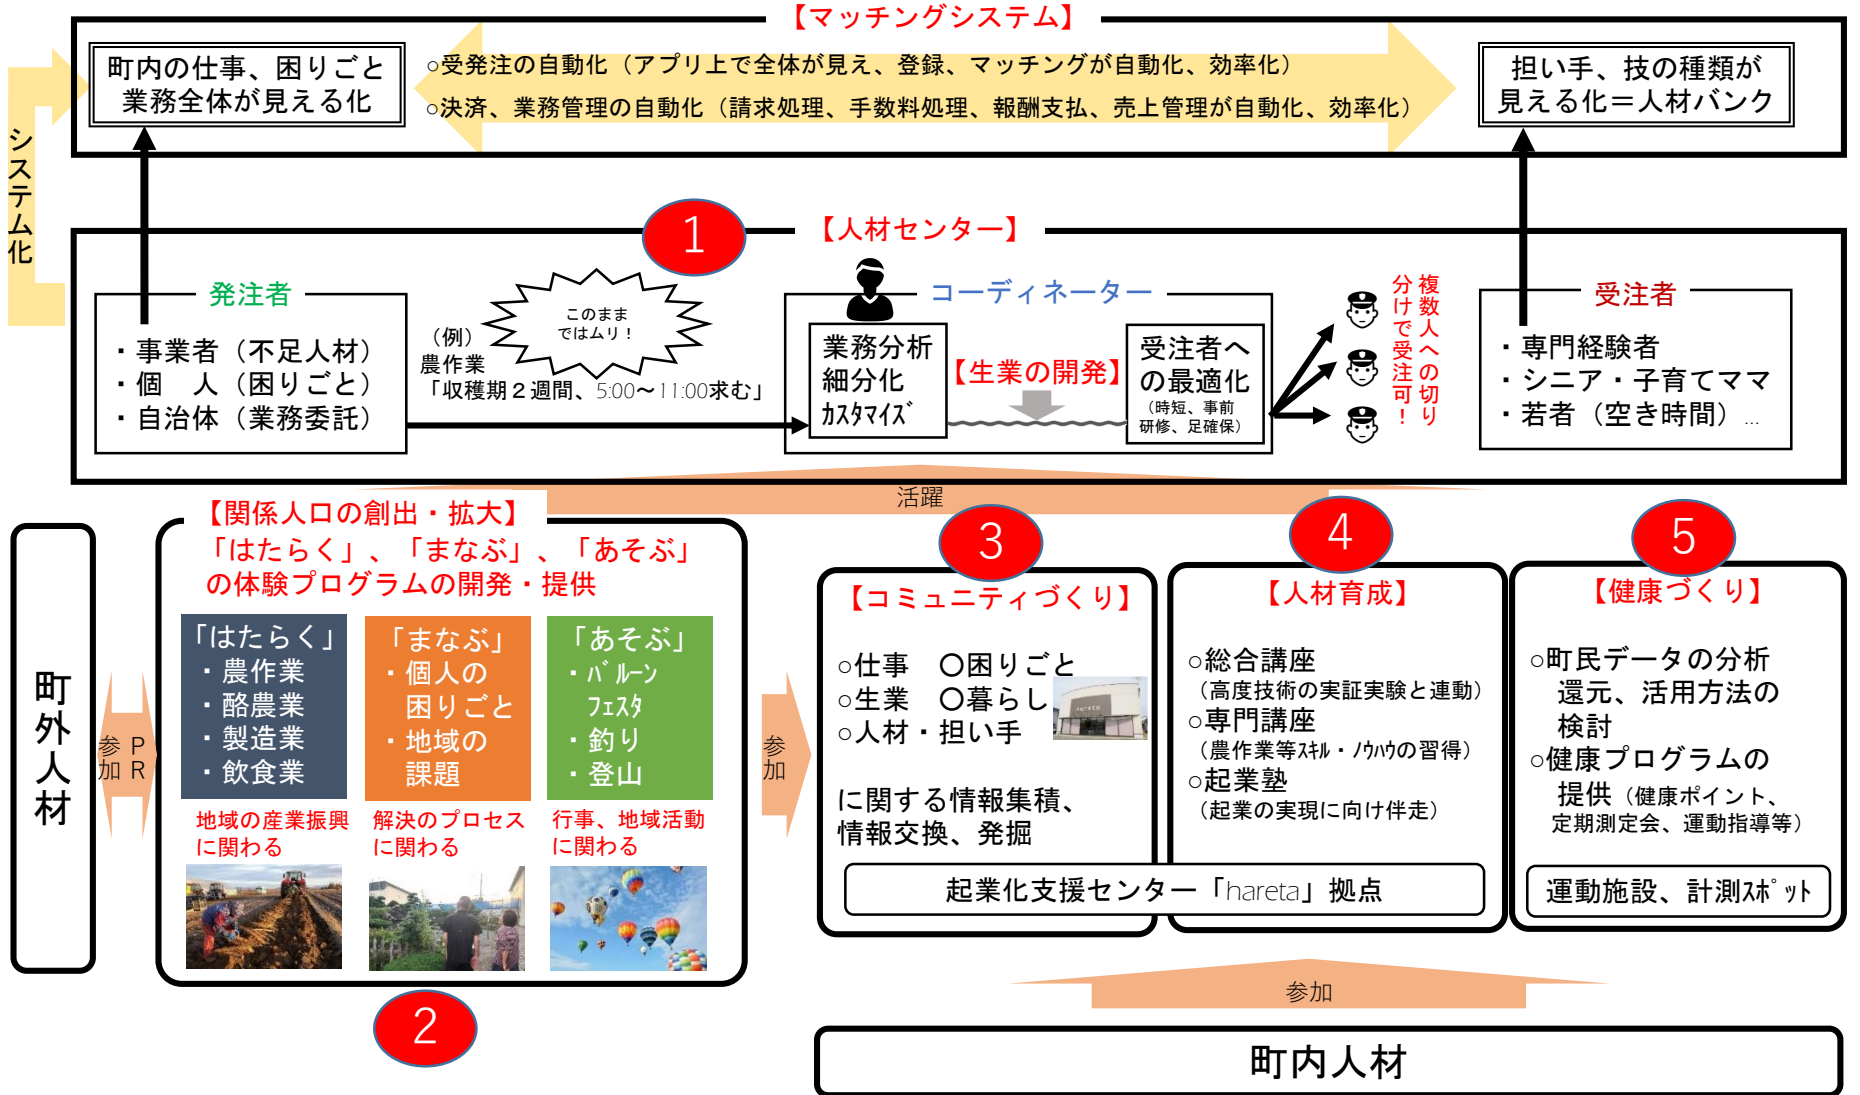 【マッチングシステム】
町内の仕事、困りごと
業務全体が見える化
○受発注の自動化（アプリ上で全体が見え、登録、マッチングが自動化、効率化）
○決済、業務管理の自動化（請求処理、手数料処理、報酬支払、売上管理が自動化、効率化）
担い手、技の種類が
見える化＝人材バンク
システム化
1
【人材センター】
発注者
・事業者（不足人材）
・個　人（困りごと）
・自治体（業務委託）
このまま
ではムリ！
（例）
農作業
「収穫期２週間、5:00～11:00求む」
コーディネーター
業務分析
細分化
ｶｽﾀﾏｲｽﾞ
【生業の開発】
受注者へ
の最適化
（時短、事前
研修、足確保）
複数人への切り
分けで受注可！
受注者
・専門経験者
・シニア・子育てママ
・若者（空き時間）…
活躍
町外人材
参加
PR
【関係人口の創出・拡大】
「はたらく」、「まなぶ」、「あそぶ」
の体験プログラムの開発・提供
「はたらく」
・農作業
・酪農業
・製造業
・飲食業
「まなぶ」
・個人の
困りごと
・地域の
課題
「あそぶ」
・ﾊﾞﾙｰﾝ
ﾌｪｽﾀ
・釣り
・登山
地域の産業振興
に関わる
解決のプロセス
に関わる
行事、地域活動
に関わる
2
参加
3
【コミュニティづくり】
○仕事　〇困りごと
○生業　〇暮らし
○人材・担い手
hareta
に関する情報集積、
情報交換、発掘
4
【人材育成】
○総合講座
（高度技術の実証実験と連動）
○専門講座
（農作業等ｽｷﾙ・ﾉｳﾊｳの習得）
○起業塾
（起業の実現に向け伴走）
起業化支援センター「hareta」拠点
5
【健康づくり】
○町民データの分析
還元、活用方法の
検討
○健康プログラムの
提供（健康ポイント、
定期測定会、運動指導等）
運動施設、計測ｽﾎﾟｯﾄ
参加
町内人材